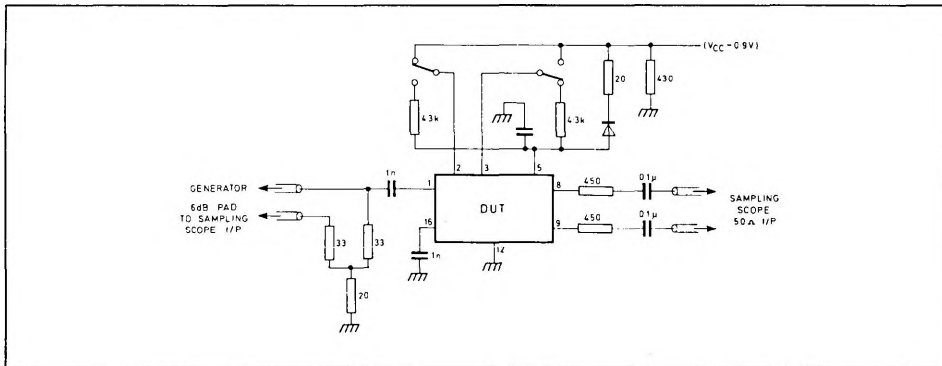 (VCC – 0.9V)
20
430
4.3k
4.3k
2
3
5
1n
GENERATOR
1
8
450
0.1µ
DUT
SAMPLING
SCOPE
50Ω I/P
6dB PAD
TO SAMPLING
SCOPE I/P
16
9
450
0.1µ
33
33
1n
12
20